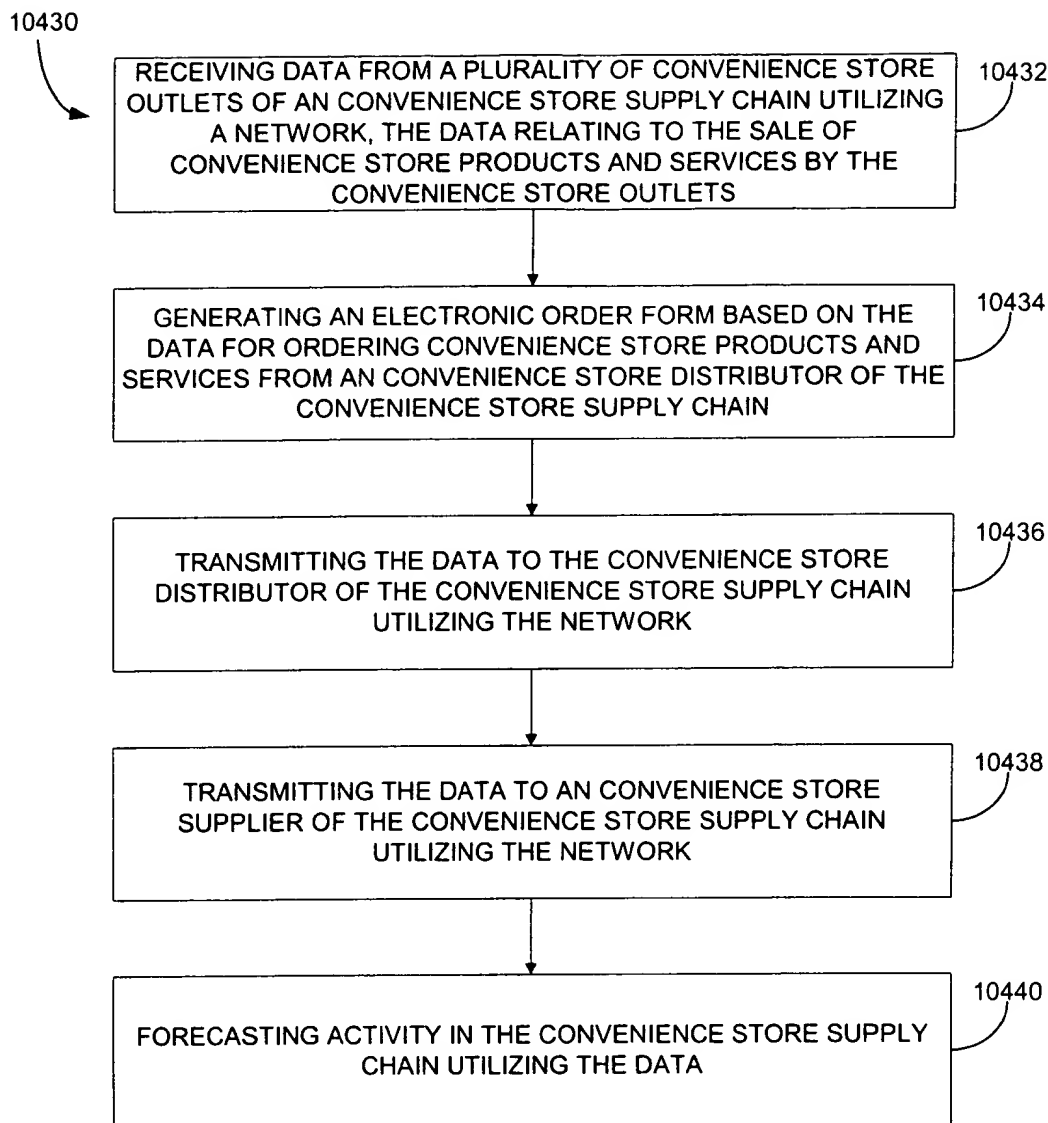 10430
RECEIVING DATA FROM A PLURALITY OF CONVENIENCE STORE
OUTLETS OF AN CONVENIENCE STORE SUPPLY CHAIN UTILIZING
A NETWORK, THE DATA RELATING TO THE SALE OF
CONVENIENCE STORE PRODUCTS AND SERVICES BY THE
CONVENIENCE STORE OUTLETS
10432
GENERATING AN ELECTRONIC ORDER FORM BASED ON THE
DATA FOR ORDERING CONVENIENCE STORE PRODUCTS AND
SERVICES FROM AN CONVENIENCE STORE DISTRIBUTOR OF THE
CONVENIENCE STORE SUPPLY CHAIN
10434
TRANSMITTING THE DATA TO THE CONVENIENCE STORE
DISTRIBUTOR OF THE CONVENIENCE STORE SUPPLY CHAIN
UTILIZING THE NETWORK
10436
TRANSMITTING THE DATA TO AN CONVENIENCE STORE
SUPPLIER OF THE CONVENIENCE STORE SUPPLY CHAIN
UTILIZING THE NETWORK
10438
FORECASTING ACTIVITY IN THE CONVENIENCE STORE SUPPLY
CHAIN UTILIZING THE DATA
10440